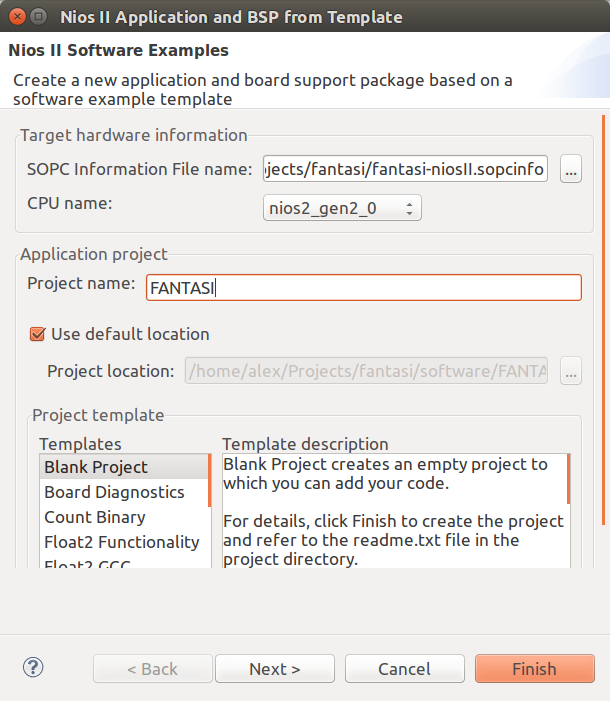 Nios II Application and BSP from Template
Nios II Software Examples
Create a new application and board support package based on a
software example template
Target hardware information
SOPC Information File name: jects/fantasi/fantasi-niosII.sopcinfo ...
CPU name: nios2_gen2_0
Application project
Project name: FANTASI
Use default location
Project location: /home/alex/Projects/fantasi/software/FANTA ...
Project template
Templates
Blank Project
Board Diagnostics
Count Binary
Float2 Functionality
Float2 GCC
Template description
Blank Project creates an empty project to
which you can add your code.
For details, click Finish to create the project
and refer to the readme.txt file in the
project directory.
? < Back Next > Cancel Finish